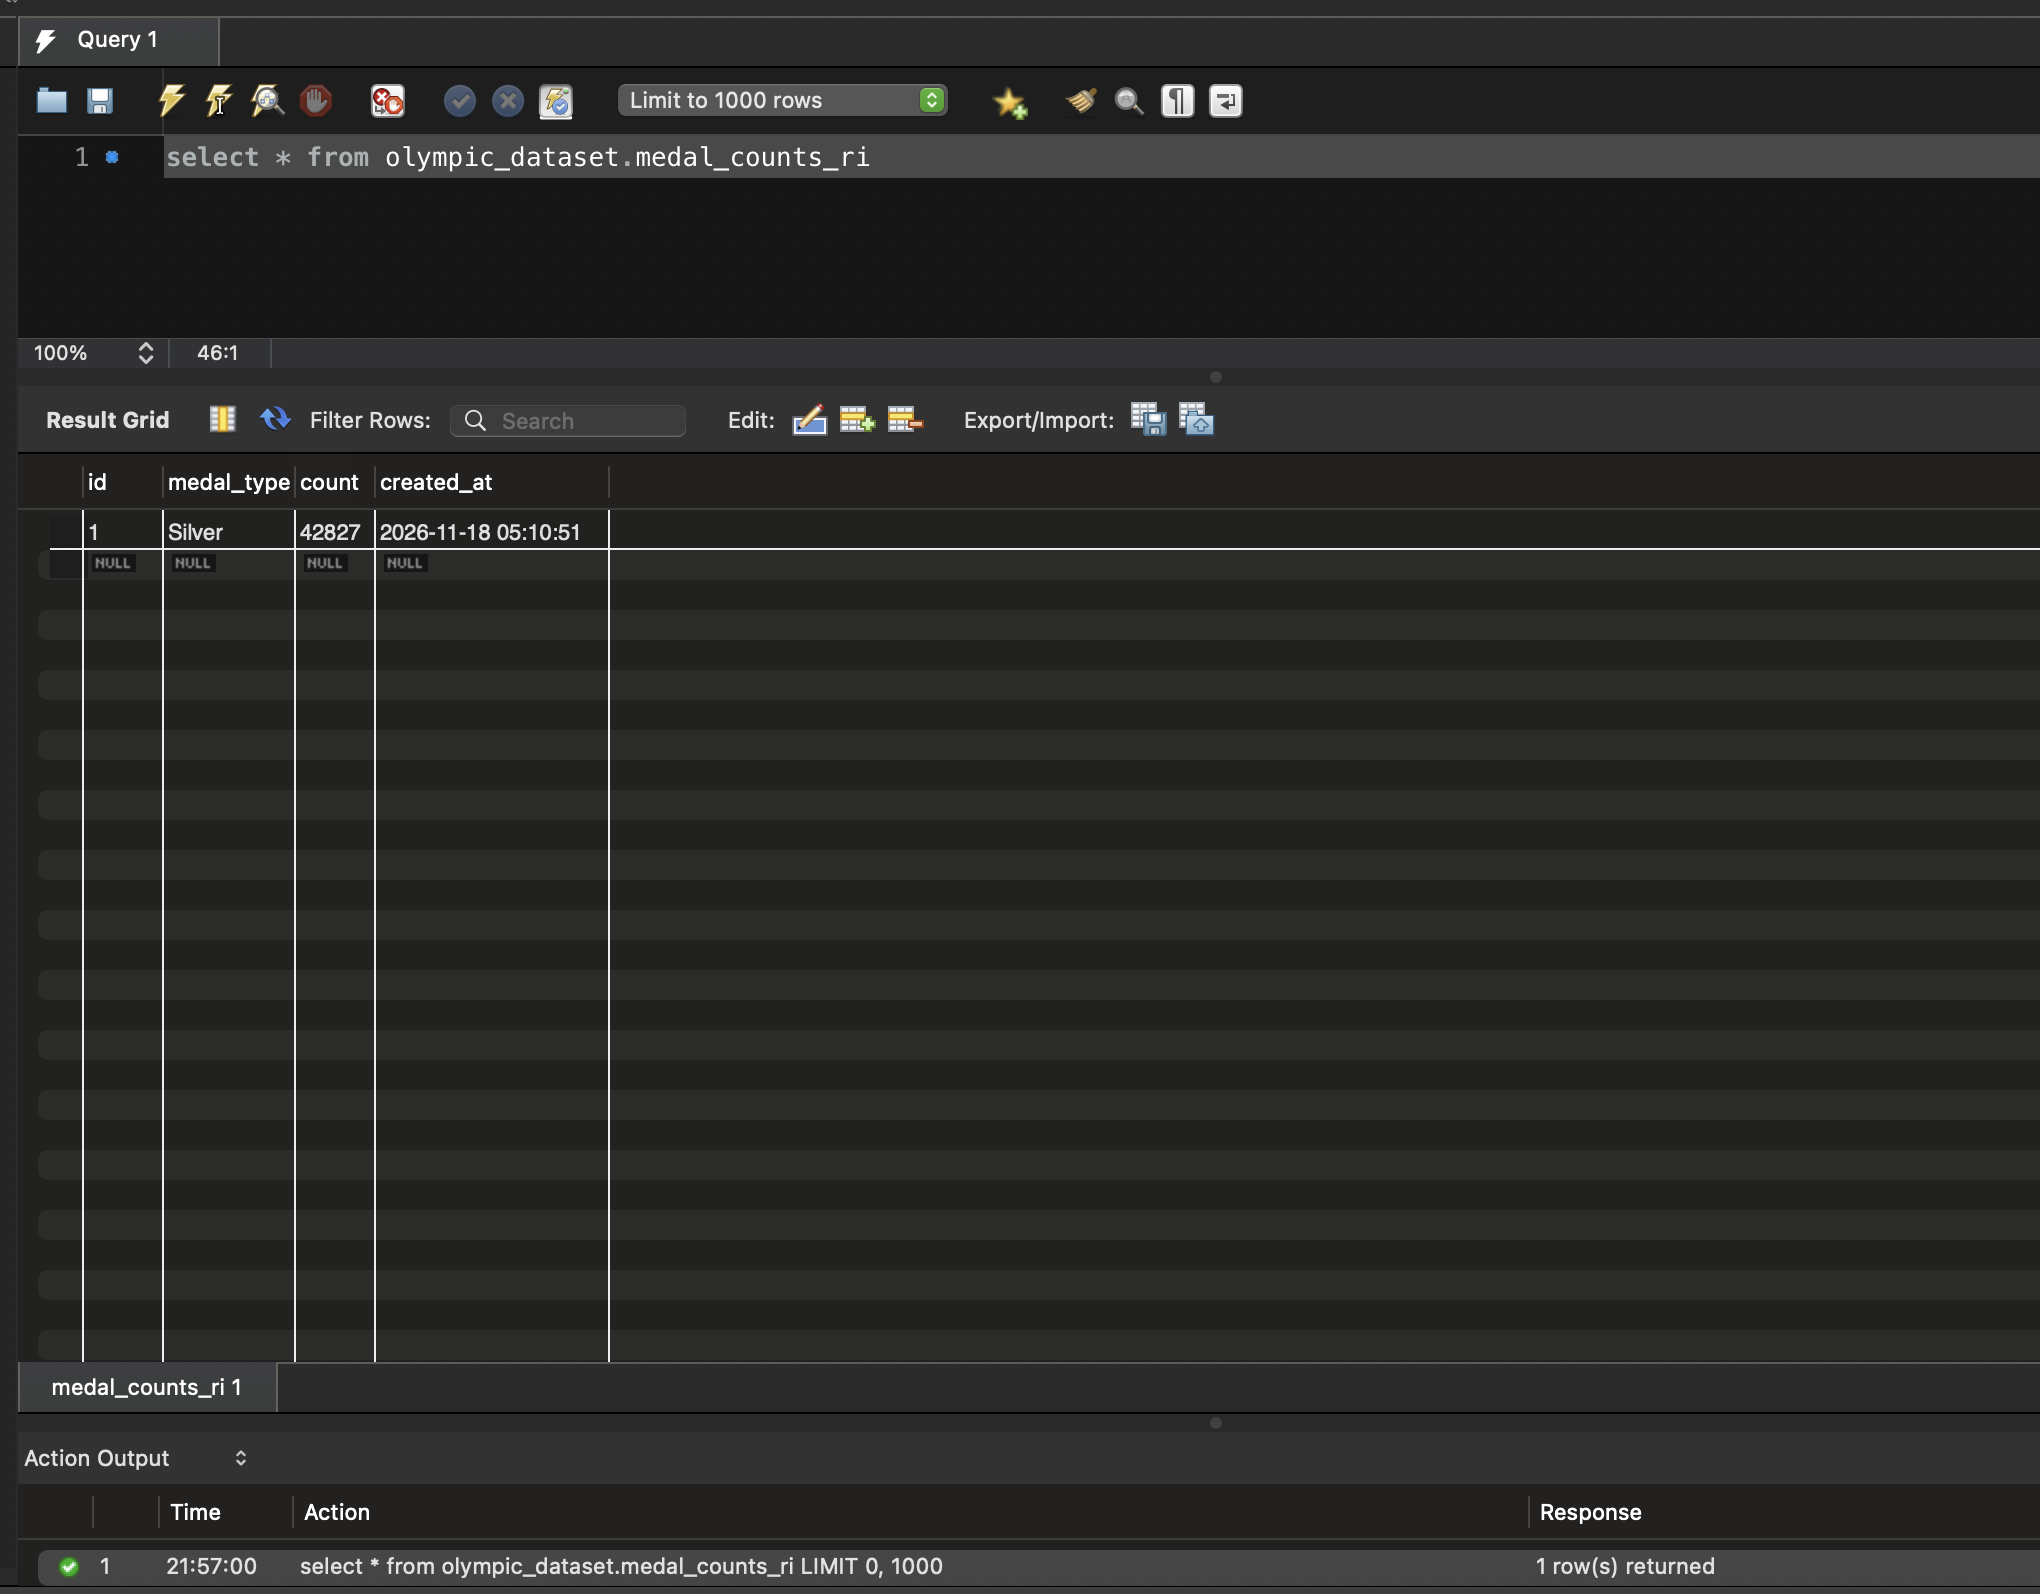 Query 1
Limit to 1000 rows
1 select * from olympic_dataset.medal_counts_ri
100% 46:1
Result Grid Filter Rows: Search Edit: Export/Import:
id medal_type count created_at
1 Silver 42827 2026-11-18 05:10:51
NULL NULL NULL NULL
medal_counts_ri 1
Action Output
Time Action Response
1 21:57:00 select * from olympic_dataset.medal_counts_ri LIMIT 0, 1000 1 row(s) returned